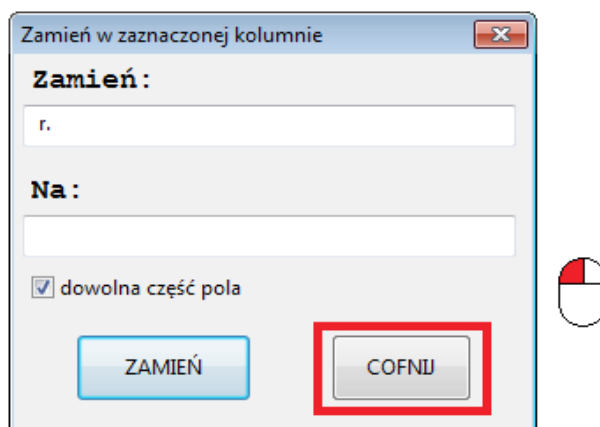 Zamień w zaznaczonej kolumnie
Zamień:
r.
Na:
dowolna część pola
ZAMIEŃ COFNIJ